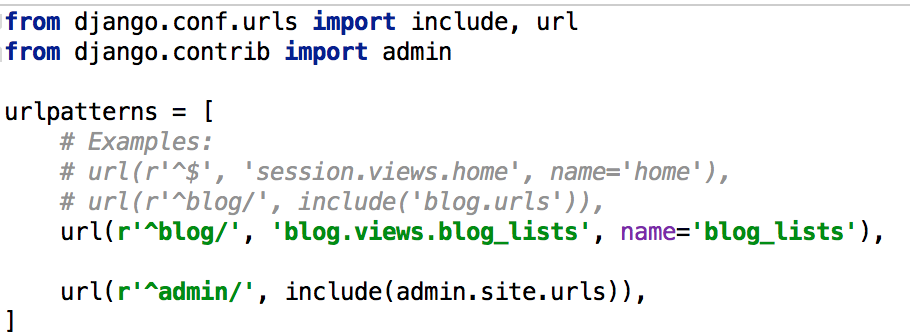 from django.conf.urls import include, url
from django.contrib import admin

urlpatterns = [
    # Examples:
    # url(r'^$', 'session.views.home', name='home'),
    # url(r'^blog/', include('blog.urls')),
    url(r'^blog/', 'blog.views.blog_lists', name='blog_lists'),

    url(r'^admin/', include(admin.site.urls)),
]